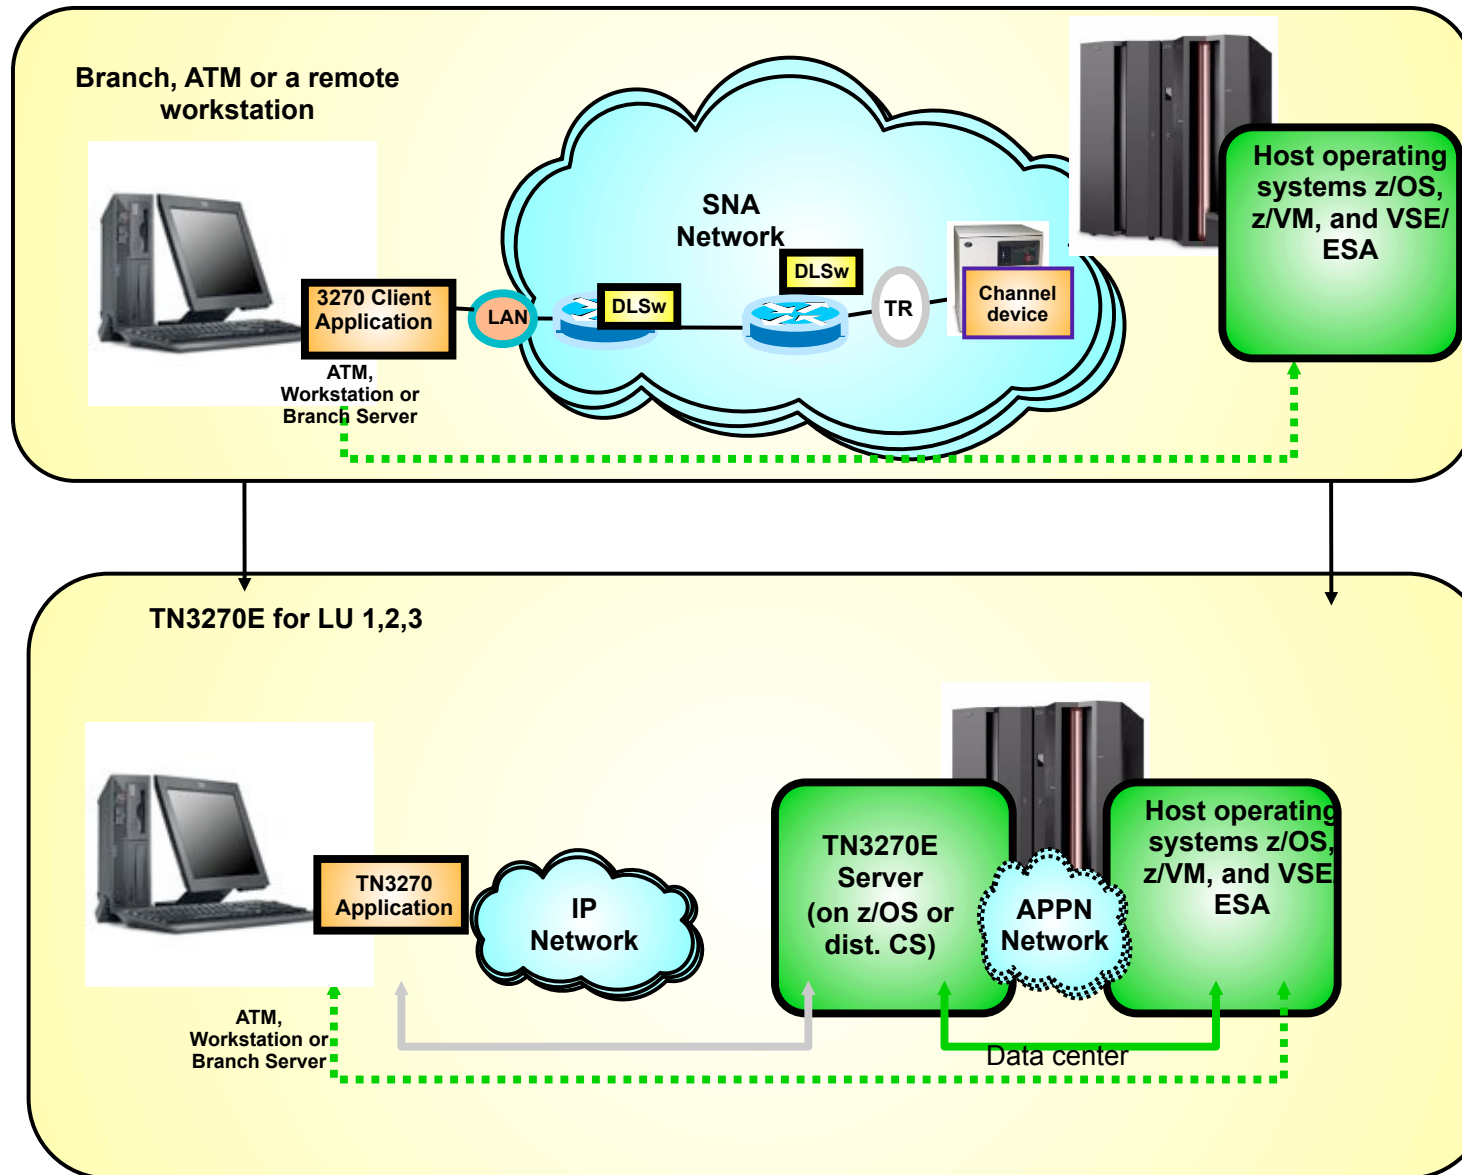 Branch, ATM or a remote
workstation
SNA
Network
Host operating
systems z/OS,
z/VM, and VSE/
ESA
DLSw
DLSw
3270 Client
Application
LAN
TR
Channel
device
ATM,
Workstation or
Branch Server
TN3270E for LU 1,2,3
TN3270
Application
IP
Network
TN3270E
Server
(on z/OS or
dist. CS)
APPN
Network
Host operating
systems z/OS,
z/VM, and VSE
ESA
ATM,
Workstation or
Branch Server
Data center